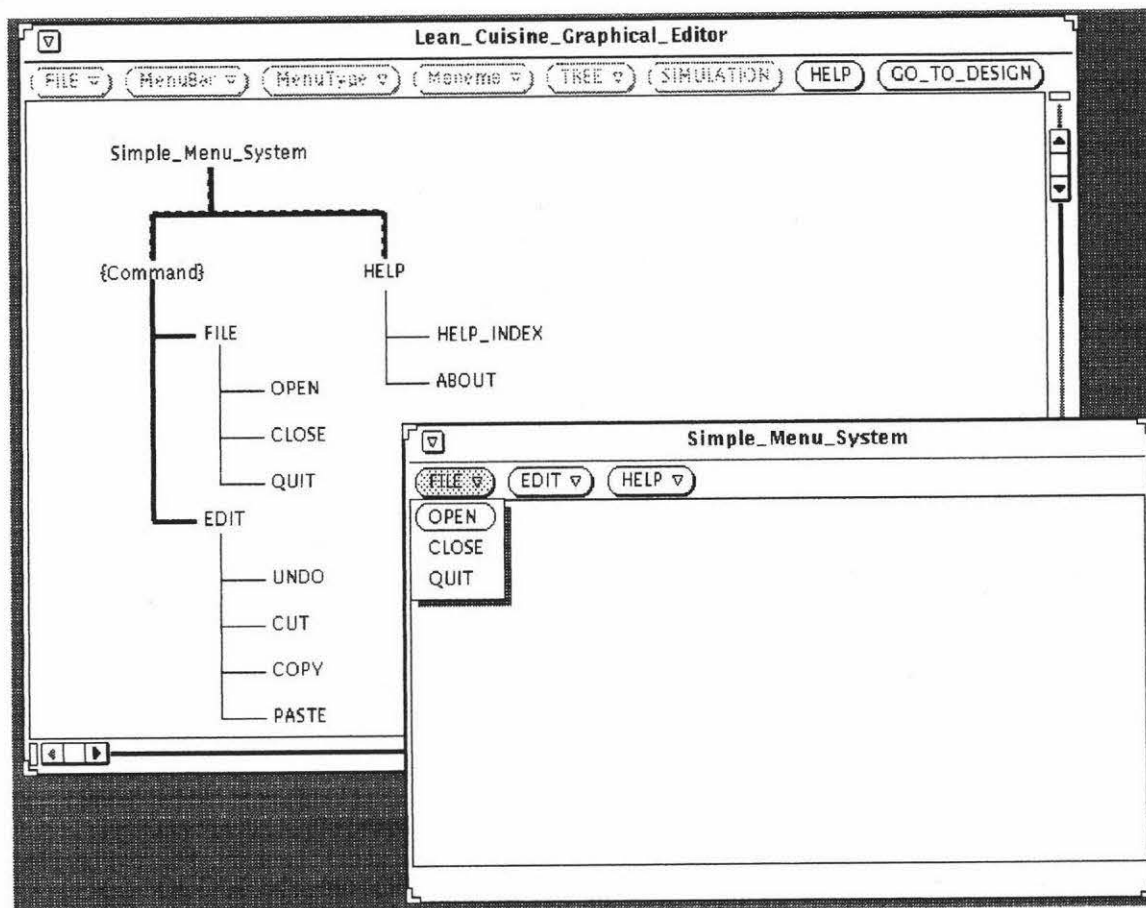 Lean_Cuisine_Graphical_Editor
FILE MenuBar MenuType Meneme TREE SIMULATION HELP GO_TO_DESIGN
Simple_Menu_System
{Command} HELP
FILE HELP_INDEX
OPEN ABOUT
CLOSE
QUIT
EDIT
UNDO
CUT
COPY
PASTE
Simple_Menu_System
FILE EDIT HELP
OPEN
CLOSE
QUIT